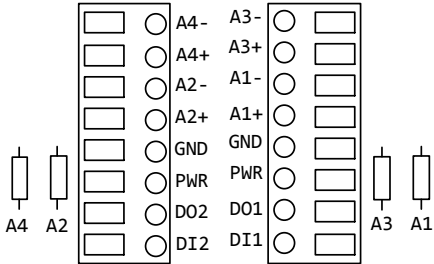 A4- A3-
A4+ A3+
A2- A1-
A2+ A1+
GND GND
PWR PWR
DO2 DO1
DI2 DI1
A4 A2 A3 A1